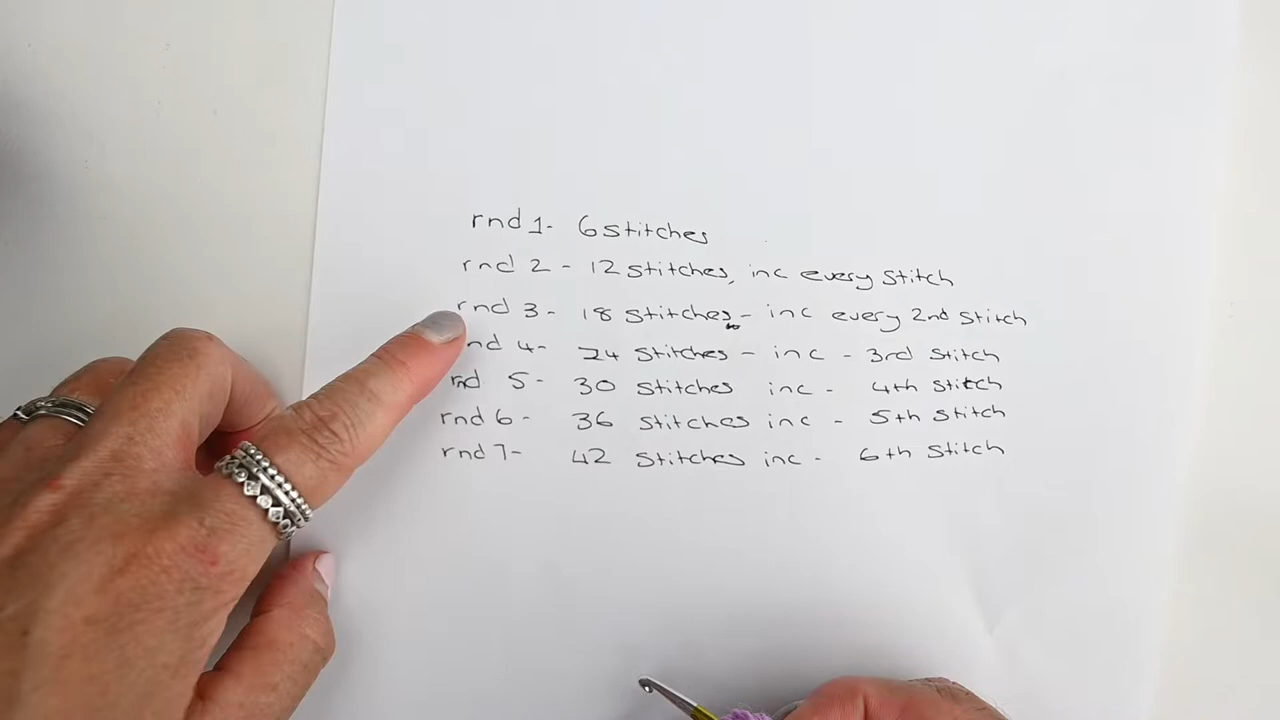 rnd 1- 6 stitches
rnd 2 - 12 stitches, inc every stitch
rnd 3 - 18 stitches - inc every 2nd stitch
nd 4 - 24 stitches - inc - 3rd stitch
rnd 5 - 30 stitches inc - 4th stitch
rnd 6 - 36 stitches inc - 5th stitch
rnd 7- 42 stitches inc - 6th stitch